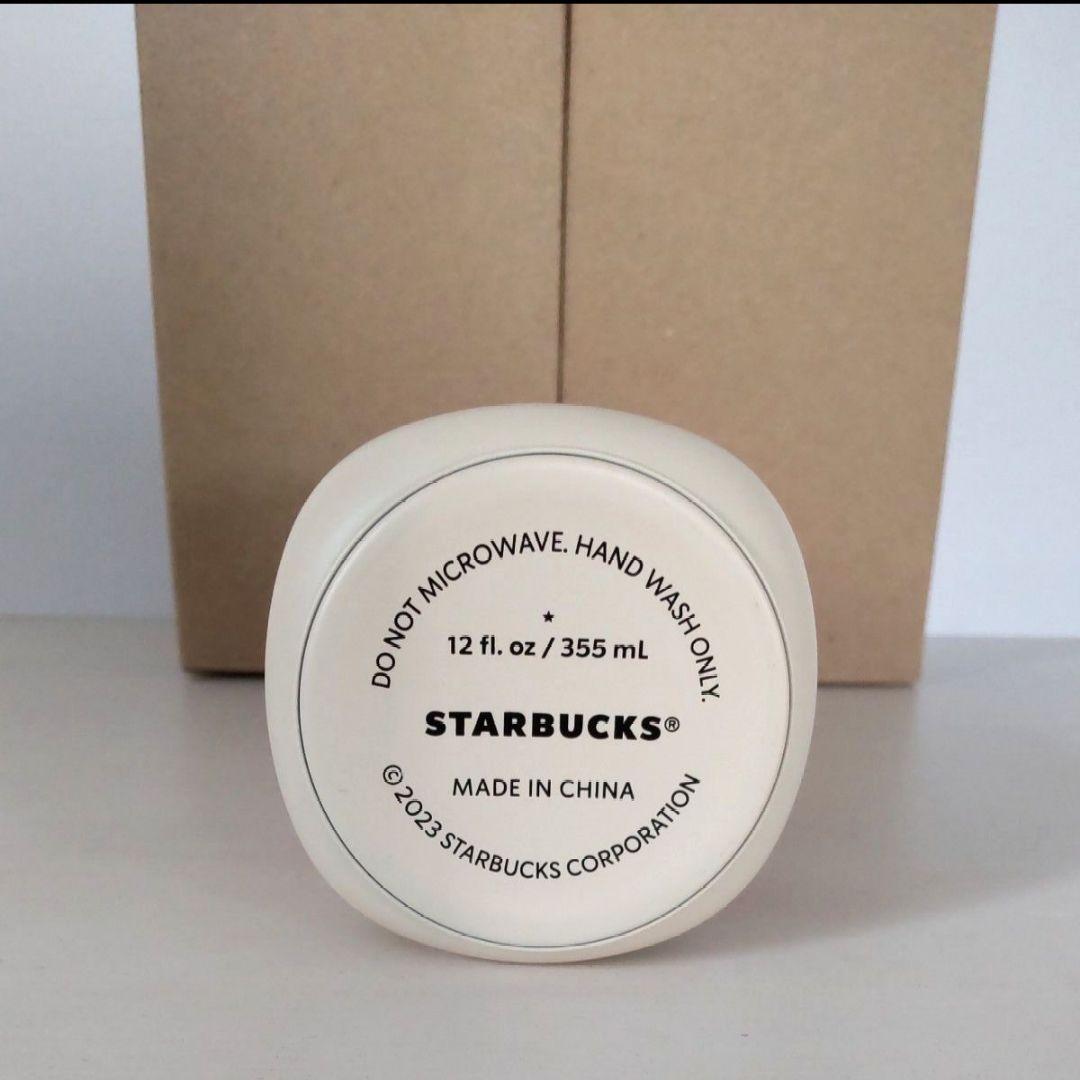 DO NOT MICROWAVE. HAND WASH ONLY.
12 fl. oz / 355 mL
STARBUCKS®
MADE IN CHINA
© 2023 STARBUCKS CORPORATION